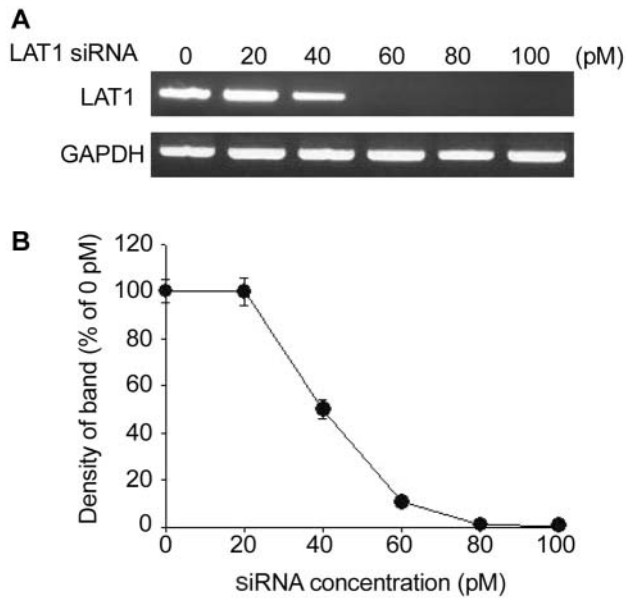 A
LAT1 siRNA 0 20 40 60 80 100 (pM)
LAT1
GAPDH
B
Density of band (% of 0 pM)
120
100
80
60
40
20
0
0 20 40 60 80 100
siRNA concentration (pM)